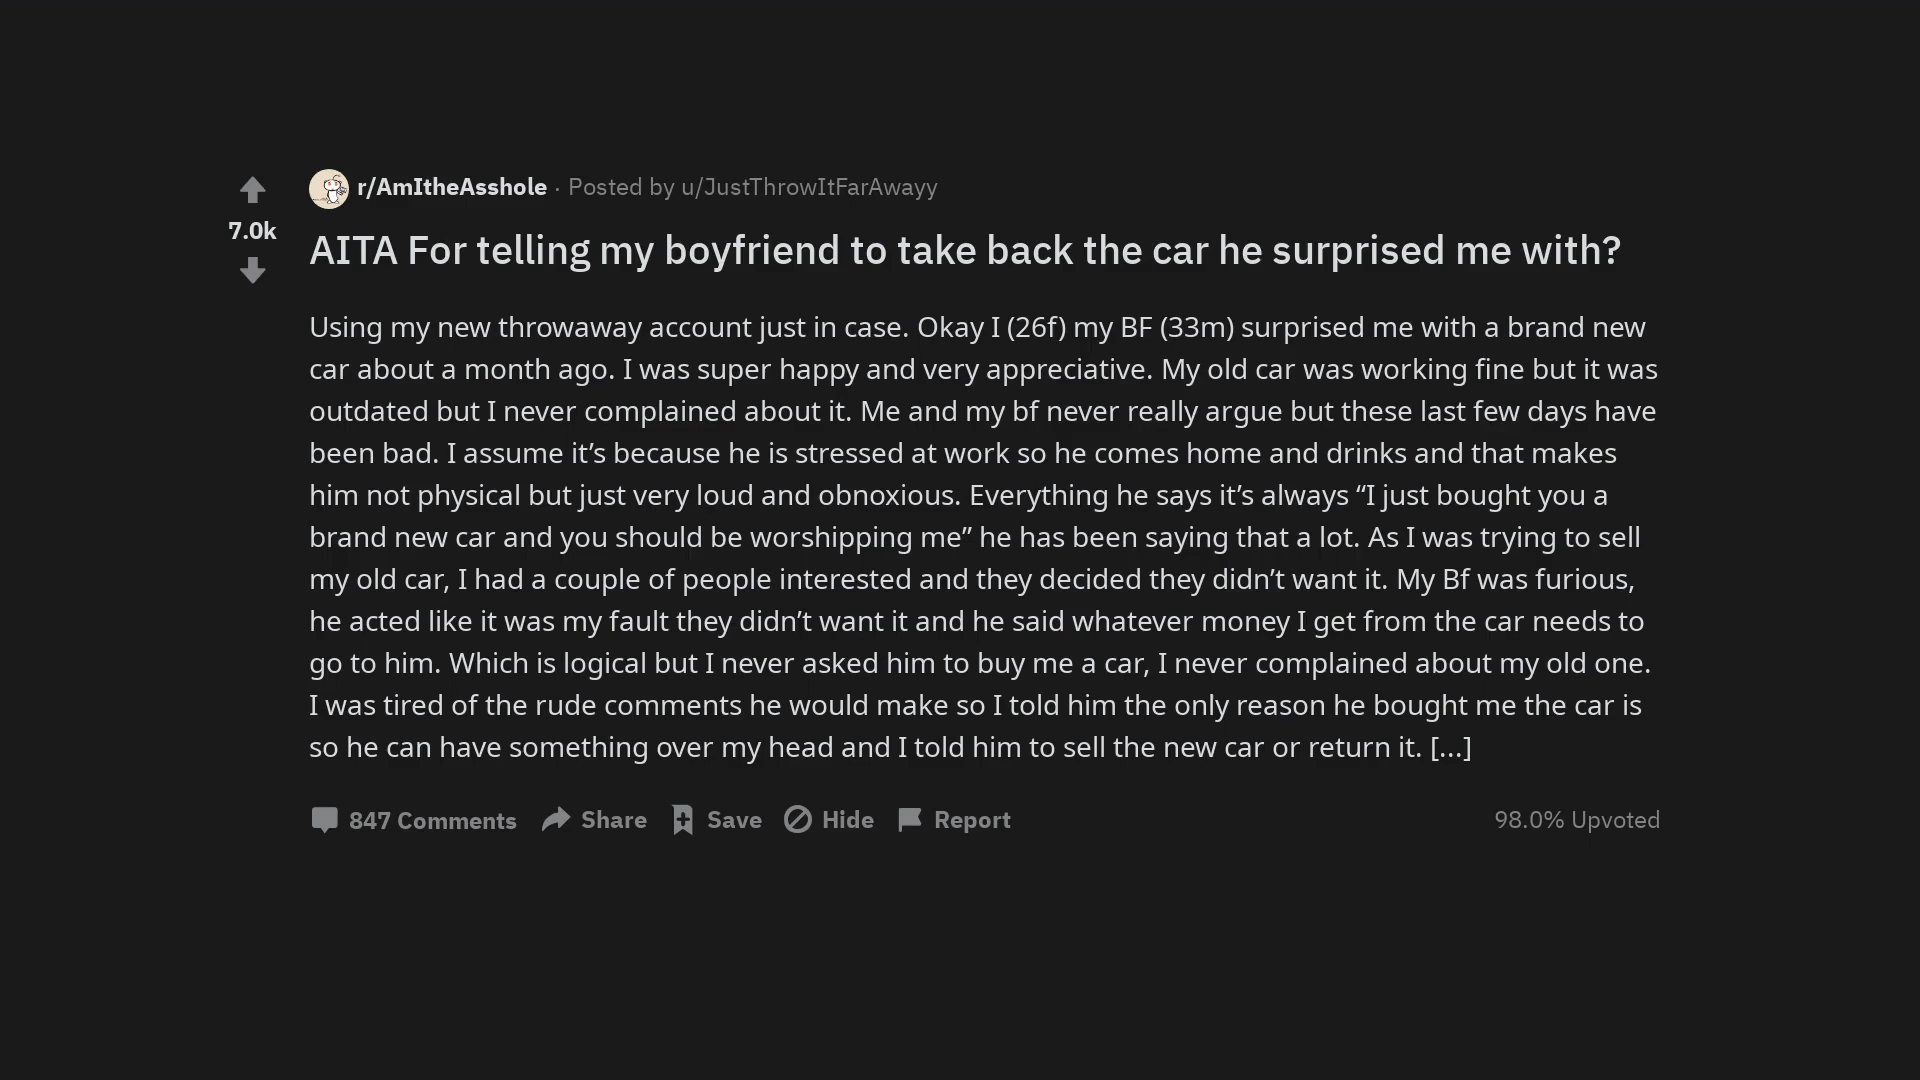 r/AmItheAsshole · Posted by u/JustThrowItFarAwayy
7.0k
AITA For telling my boyfriend to take back the car he surprised me with?
Using my new throwaway account just in case. Okay I (26f) my BF (33m) surprised me with a brand new
car about a month ago. I was super happy and very appreciative. My old car was working fine but it was
outdated but I never complained about it. Me and my bf never really argue but these last few days have
been bad. I assume it’s because he is stressed at work so he comes home and drinks and that makes
him not physical but just very loud and obnoxious. Everything he says it’s always “I just bought you a
brand new car and you should be worshipping me” he has been saying that a lot. As I was trying to sell
my old car, I had a couple of people interested and they decided they didn’t want it. My Bf was furious,
he acted like it was my fault they didn’t want it and he said whatever money I get from the car needs to
go to him. Which is logical but I never asked him to buy me a car, I never complained about my old one.
I was tired of the rude comments he would make so I told him the only reason he bought me the car is
so he can have something over my head and I told him to sell the new car or return it. [...]
847 Comments Share Save Hide Report 98.0% Upvoted